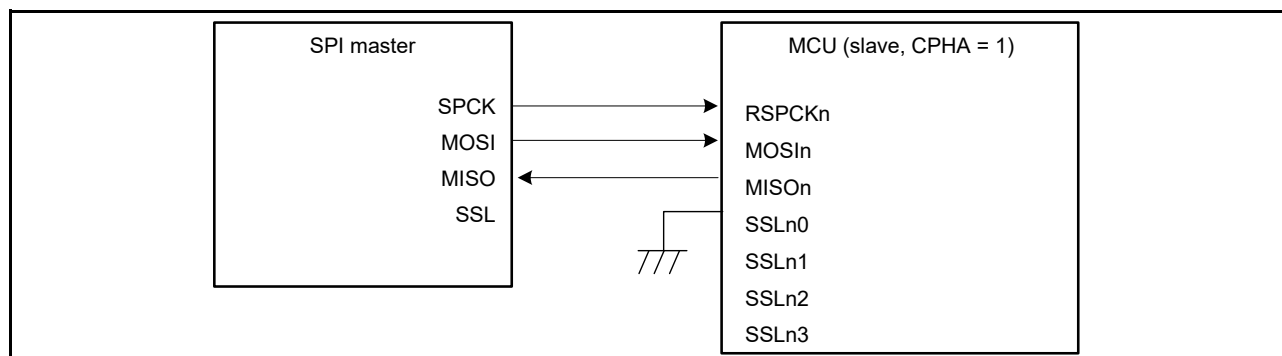 SPI master
SPCK
MOSI
MISO
SSL
MCU (slave, CPHA = 1)
RSPCKn
MOSIn
MISOn
SSLn0
SSLn1
SSLn2
SSLn3